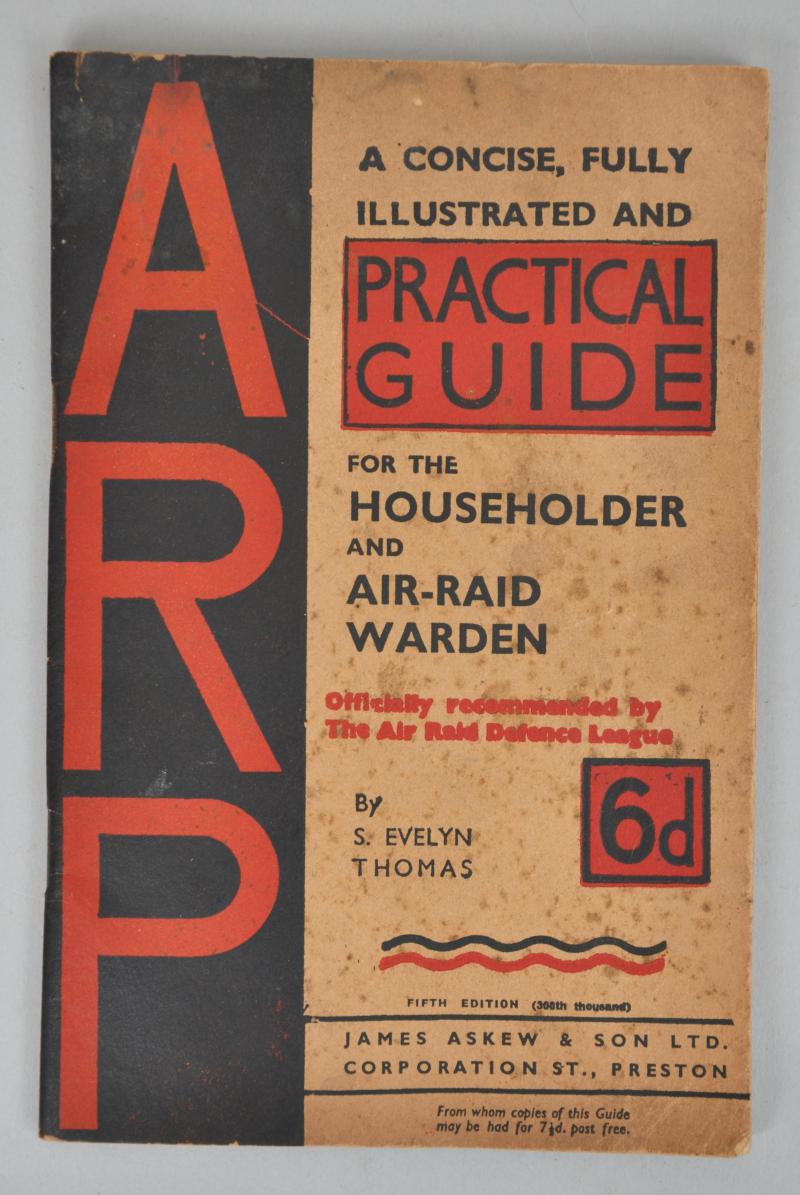 ARP
A CONCISE, FULLY
ILLUSTRATED AND
PRACTICAL
GUIDE
FOR THE
HOUSEHOLDER
AND
AIR-RAID
WARDEN
Officially recommended by
The Air Raid Defence League
By
S. EVELYN
THOMAS
6d
FIFTH EDITION (300th thousand)
JAMES ASKEW & SON LTD.
CORPORATION ST., PRESTON
From whom copies of this Guide
may be had for 7½d. post free.